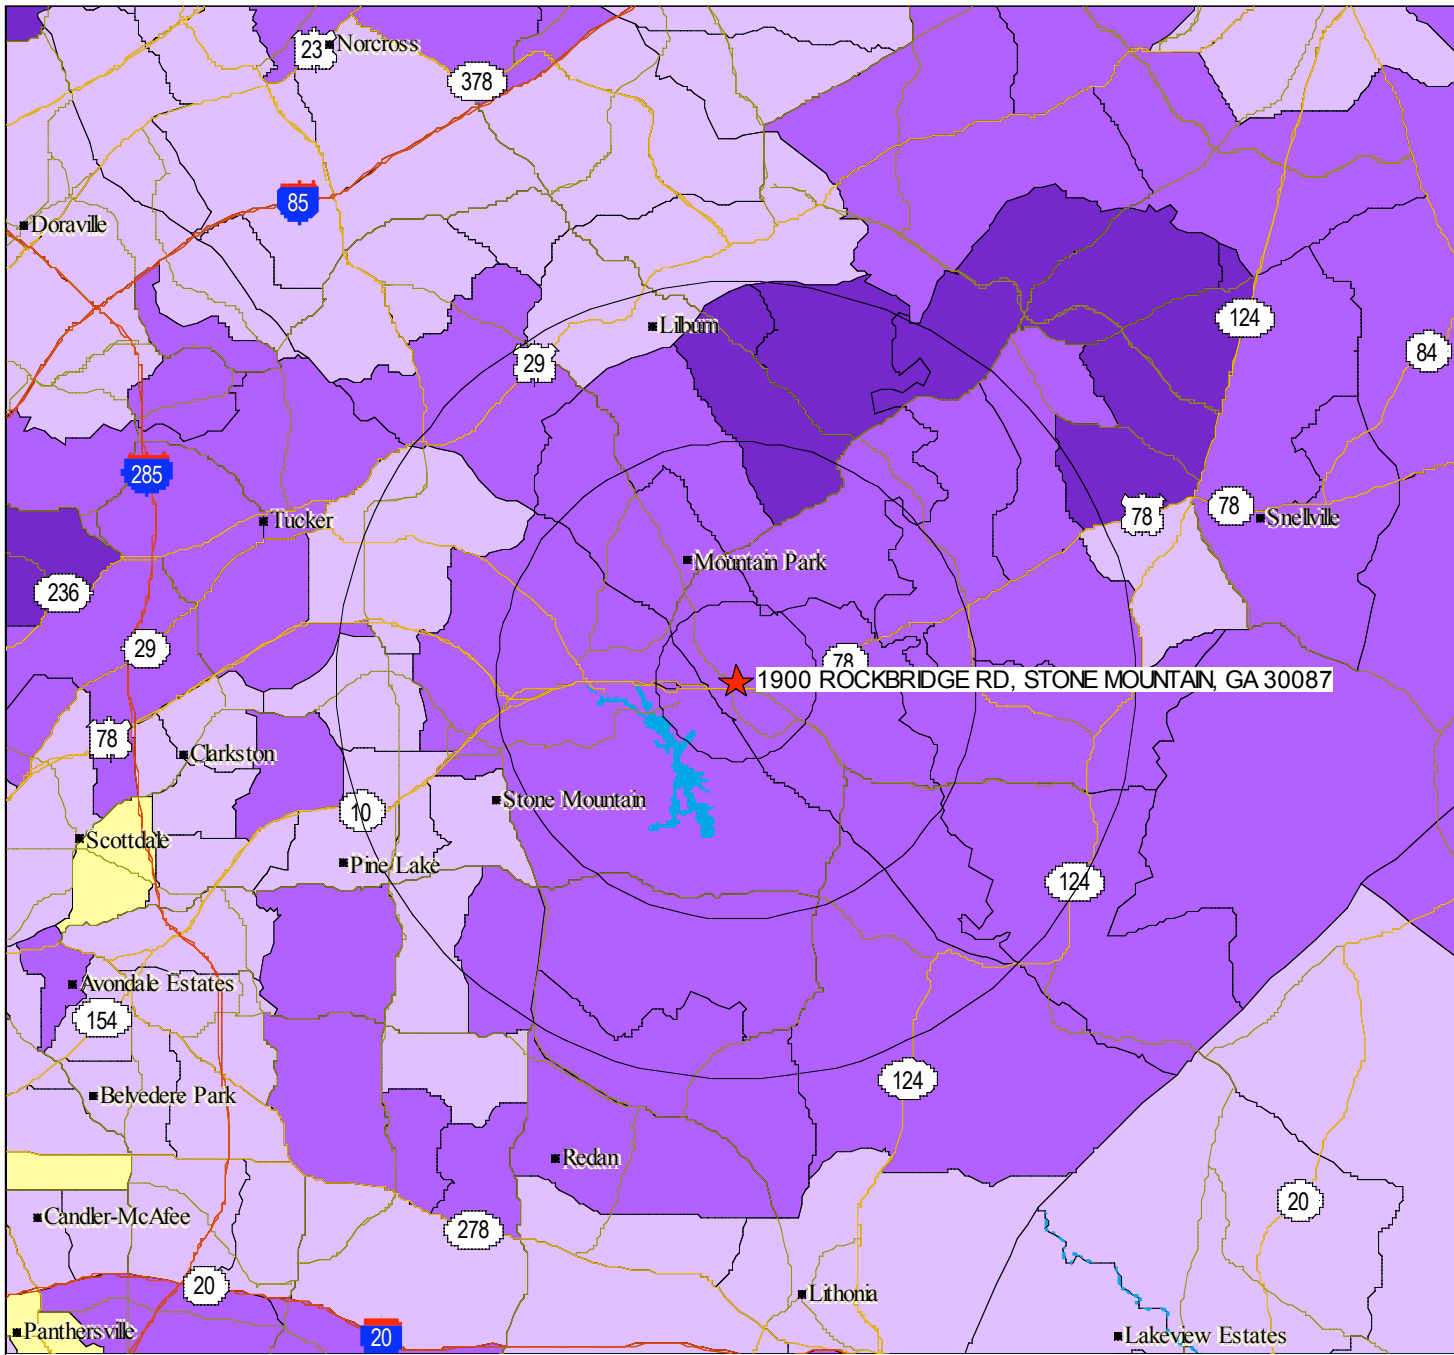 23
Norcross
378
85
Doraville
124
Lilburn
84
29
285
78
78
Snellville
Tucker
Mountain Park
236
29
78
1900 ROCKBRIDGE RD, STONE MOUNTAIN, GA 30087
78
Clarkston
Stone Mountain
10
Scottdale
Pine Lake
124
Avondale Estates
154
124
Belvedere Park
Redan
20
Candler-McAfee
278
20
Lithonia
Panthersville
20
Lakeview Estates